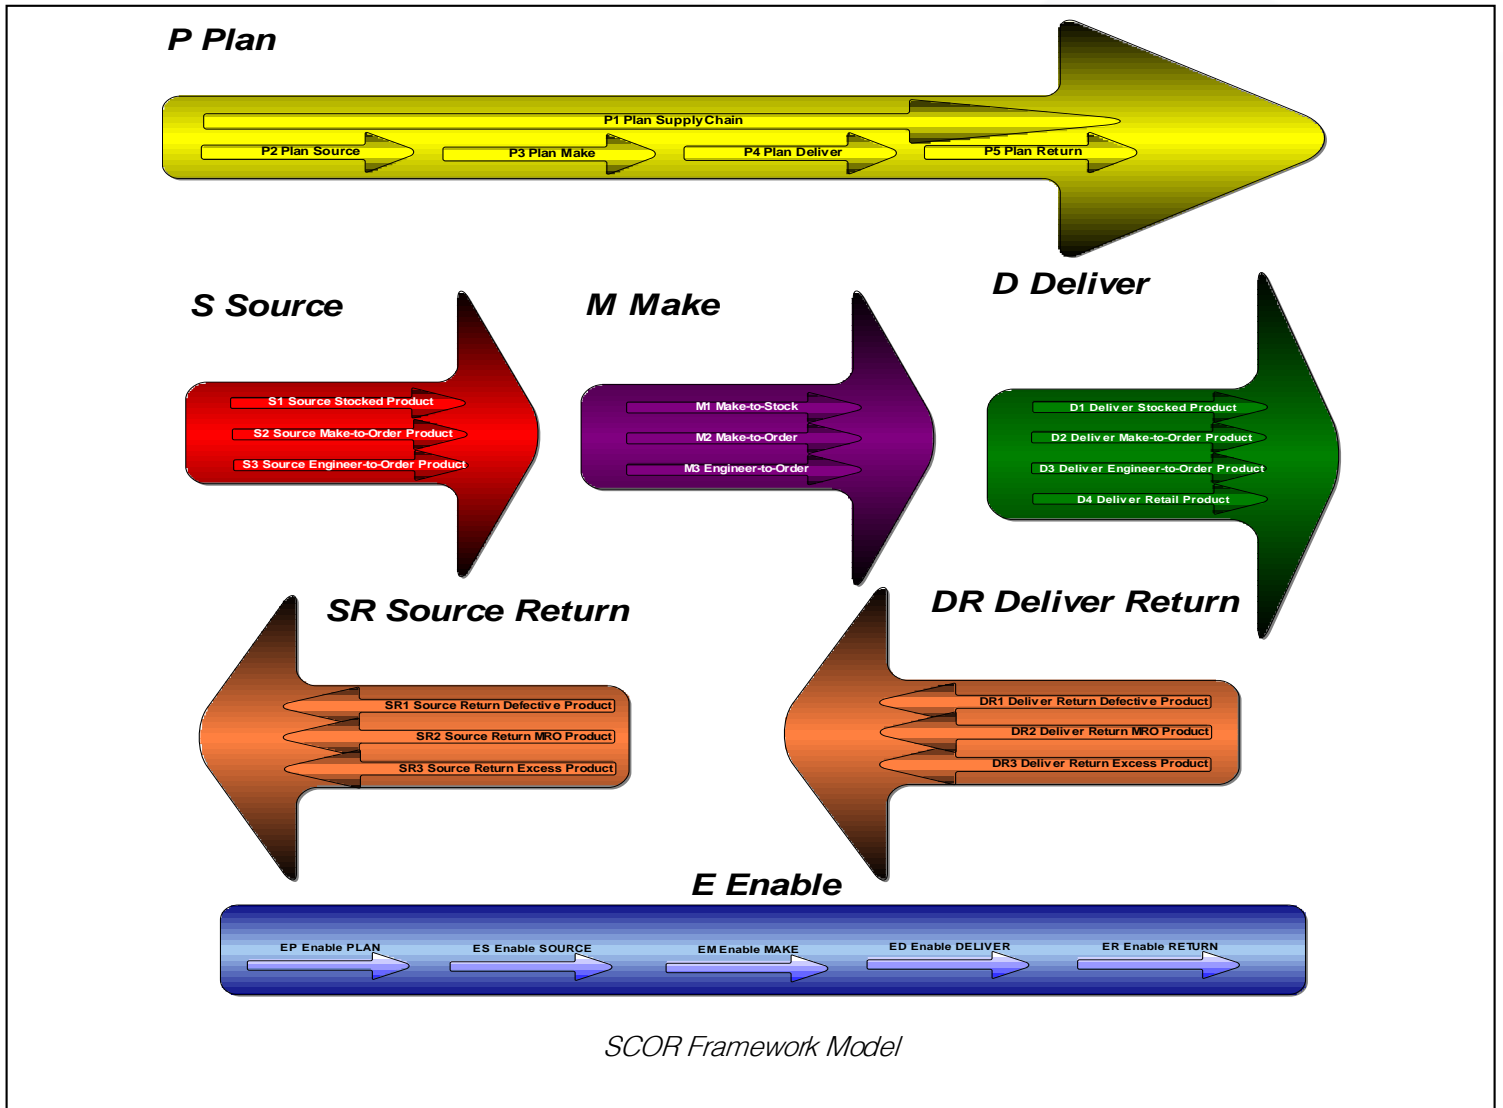 P Plan
P1 Plan Supply Chain
P2 Plan Source
P3 Plan Make
P4 Plan Deliver
P5 Plan Return
S Source
S1 Source Stocked Product
S2 Source Make-to-Order Product
S3 Source Engineer-to-Order Product
M Make
M1 Make-to-Stock
M2 Make-to-Order
M3 Engineer-to-Order
D Deliver
D1 Deliver Stocked Product
D2 Deliver Make-to-Order Product
D3 Deliver Engineer-to-Order Product
D4 Deliver Retail Product
SR Source Return
SR1 Source Return Defective Product
SR2 Source Return MRO Product
SR3 Source Return Excess Product
DR Deliver Return
DR1 Deliver Return Defective Product
DR2 Deliver Return MRO Product
DR3 Deliver Return Excess Product
E Enable
EP Enable PLAN
ES Enable SOURCE
EM Enable MAKE
ED Enable DELIVER
ER Enable RETURN
SCOR Framework Model